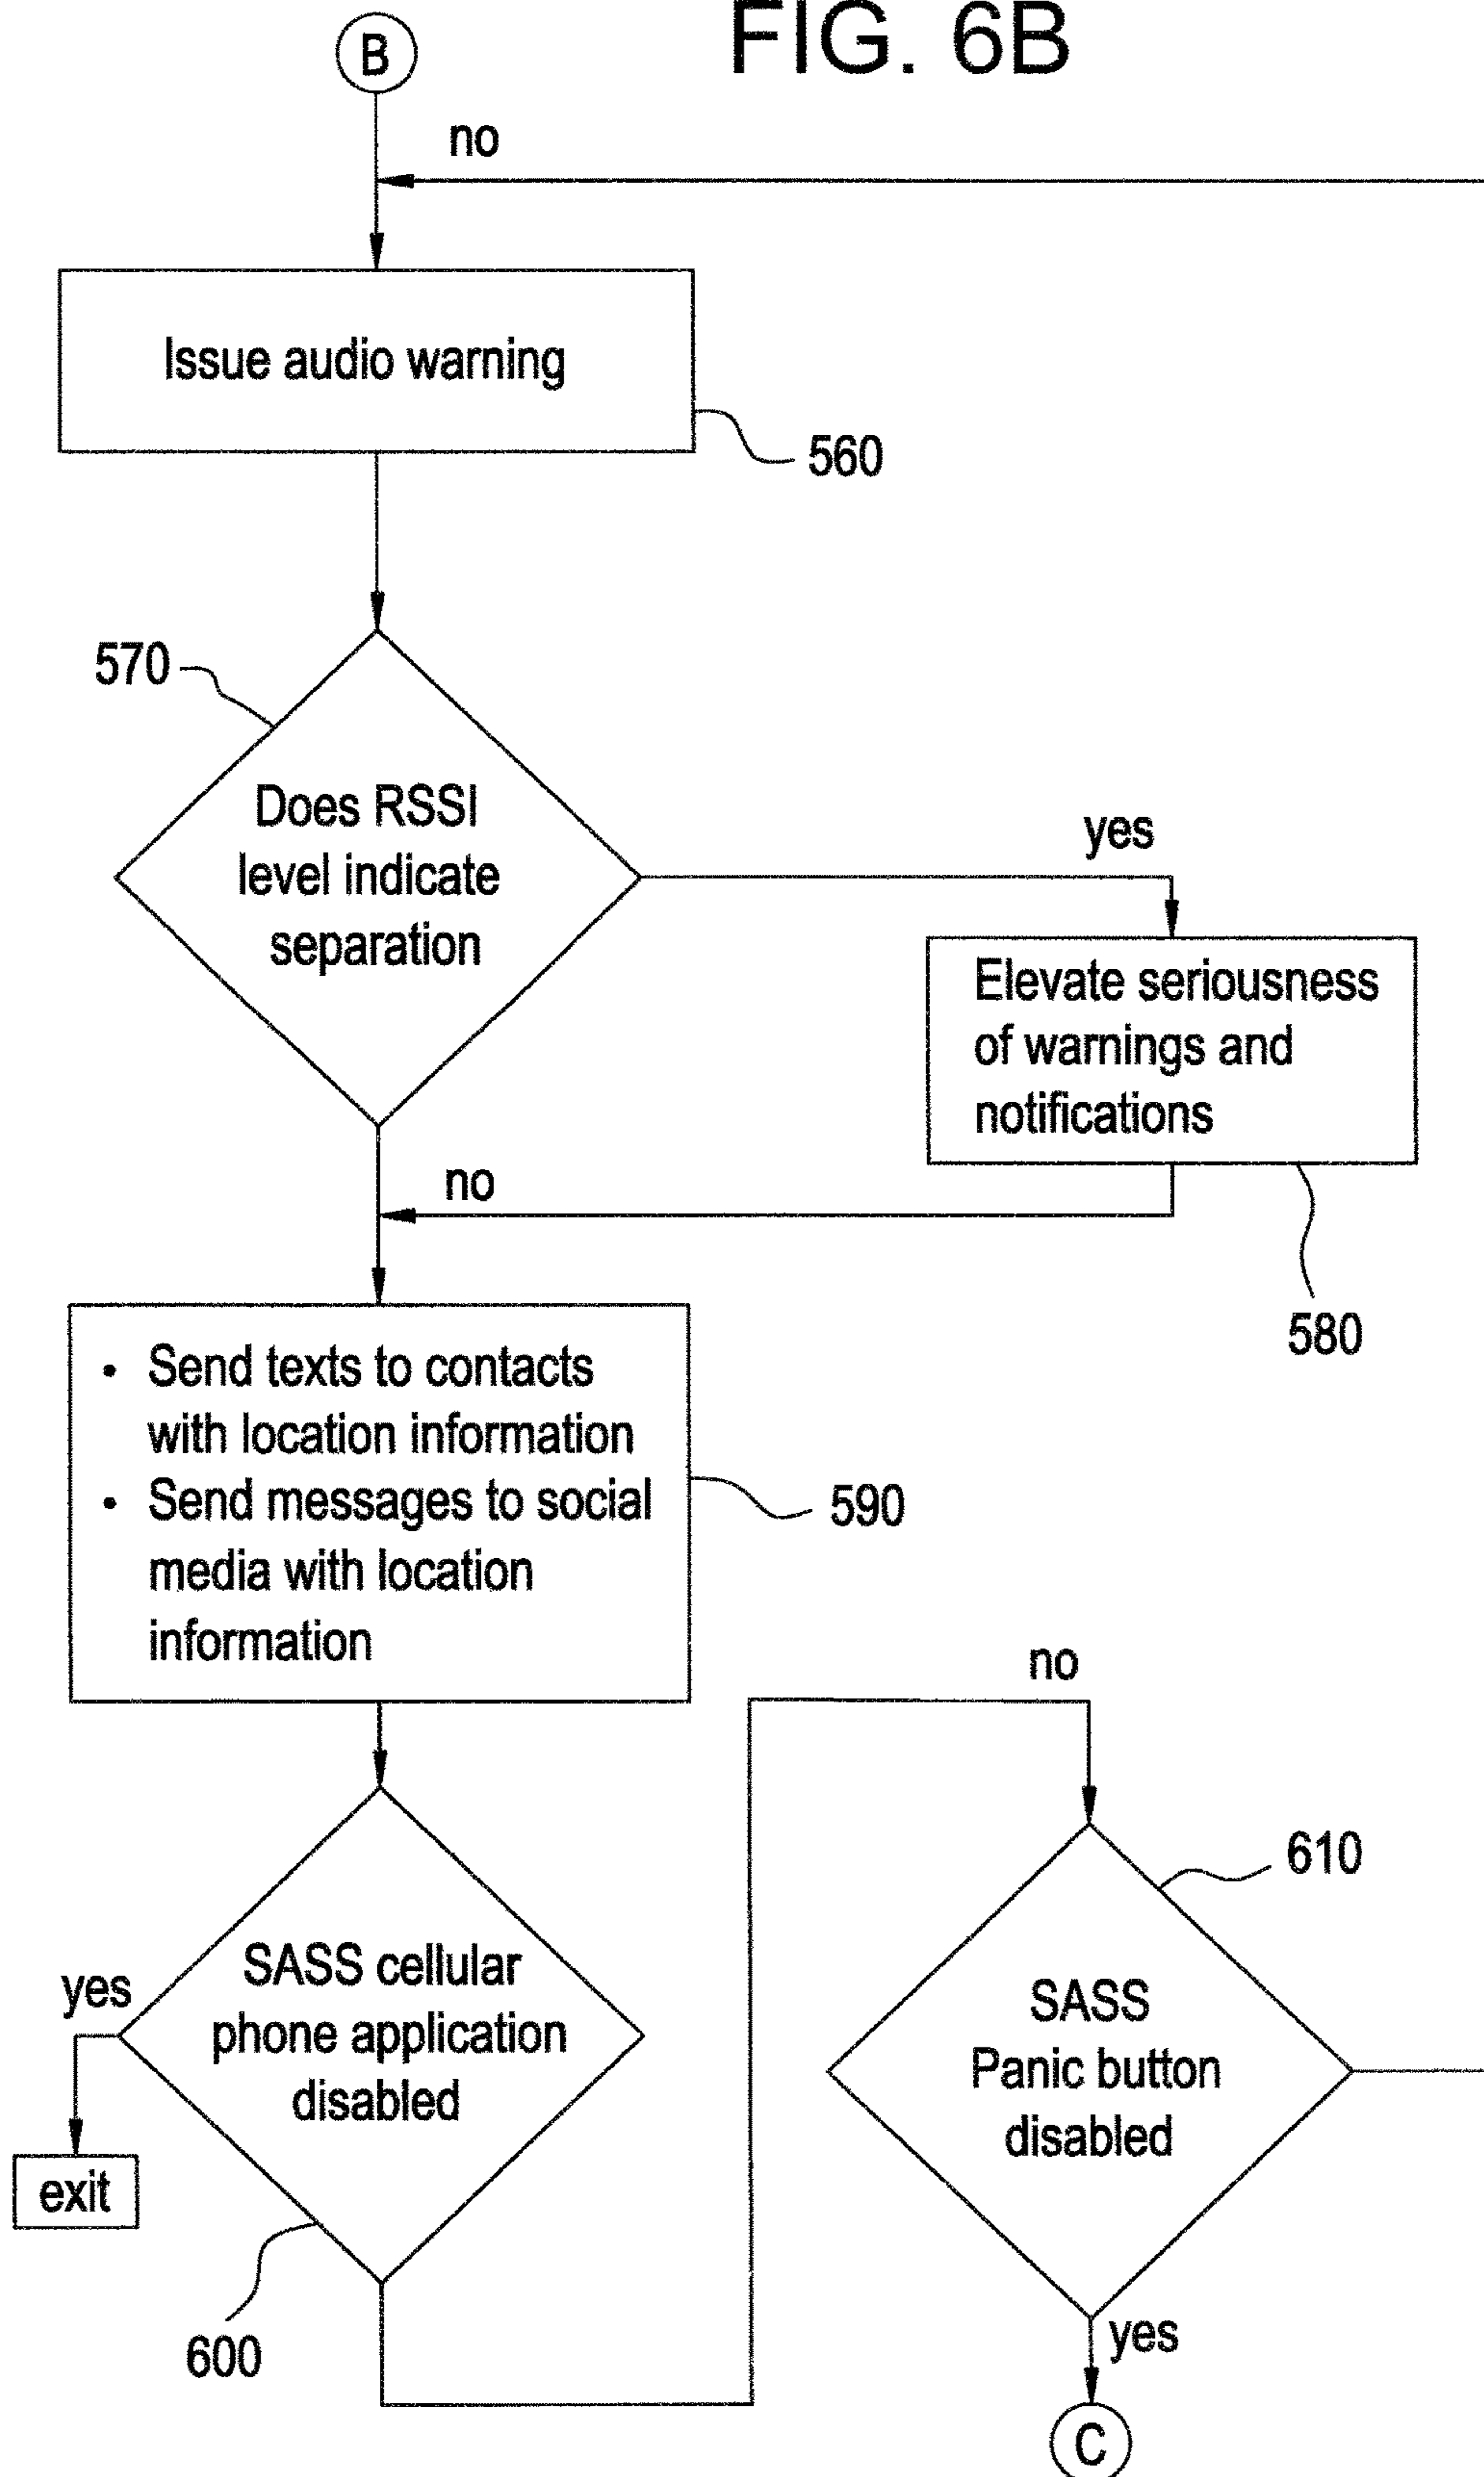 FIG. 6B
B
no
Issue audio warning
560
570
Does RSSI
level indicate
separation
yes
Elevate seriousness
of warnings and
notifications
no
580
• Send texts to contacts
with location information
• Send messages to social
media with location
information
590
no
610
yes
SASS cellular
phone application
disabled
SASS
Panic button
disabled
exit
600
yes
C